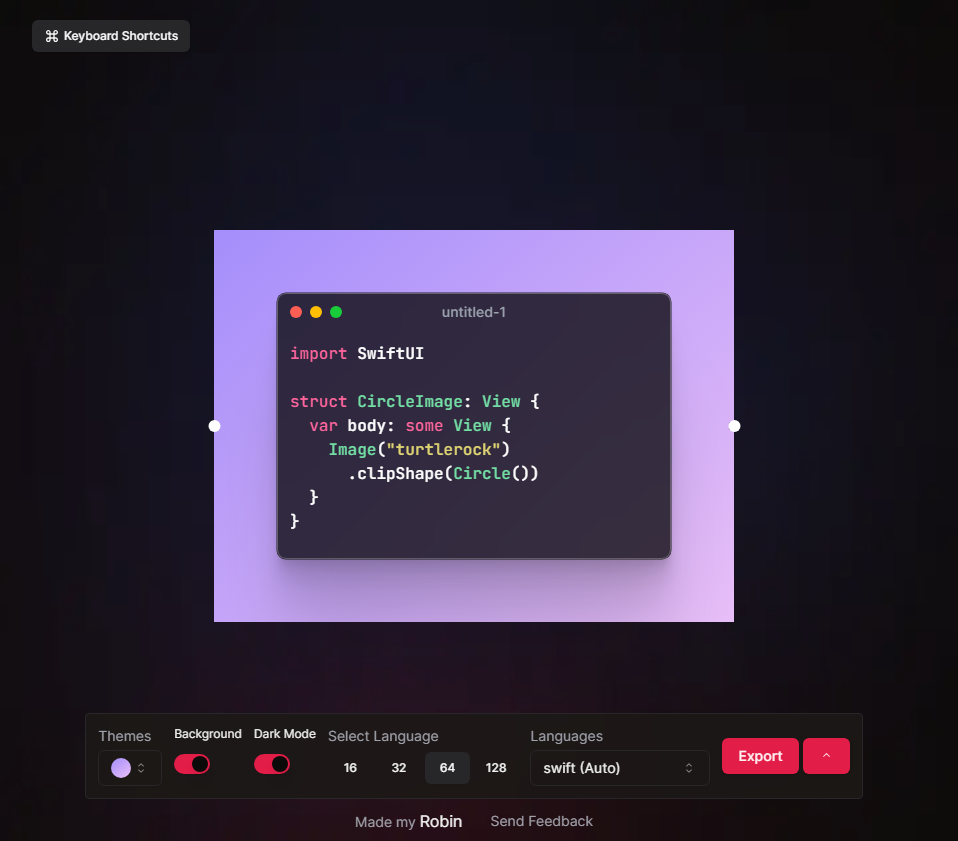 ⌘ Keyboard Shortcuts
untitled-1
import SwiftUI
struct CircleImage: View {
  var body: some View {
    Image("turtlerock")
      .clipShape(Circle())
  }
}
Themes Background Dark Mode Select Language Languages
16 32 64 128 swift (Auto) Export
Made my Robin Send Feedback